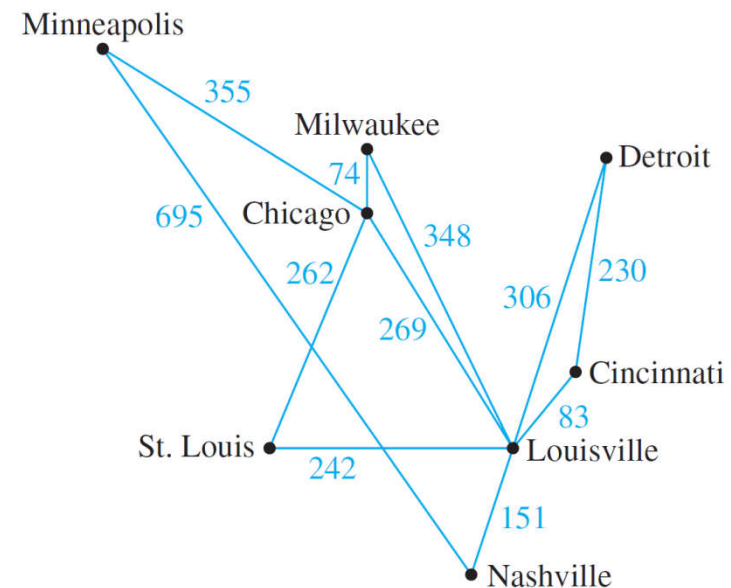 Minneapolis
355
Milwaukee
74
Detroit
695
Chicago
348
262
306
230
269
Cincinnati
83
St. Louis
242
Louisville
151
Nashville